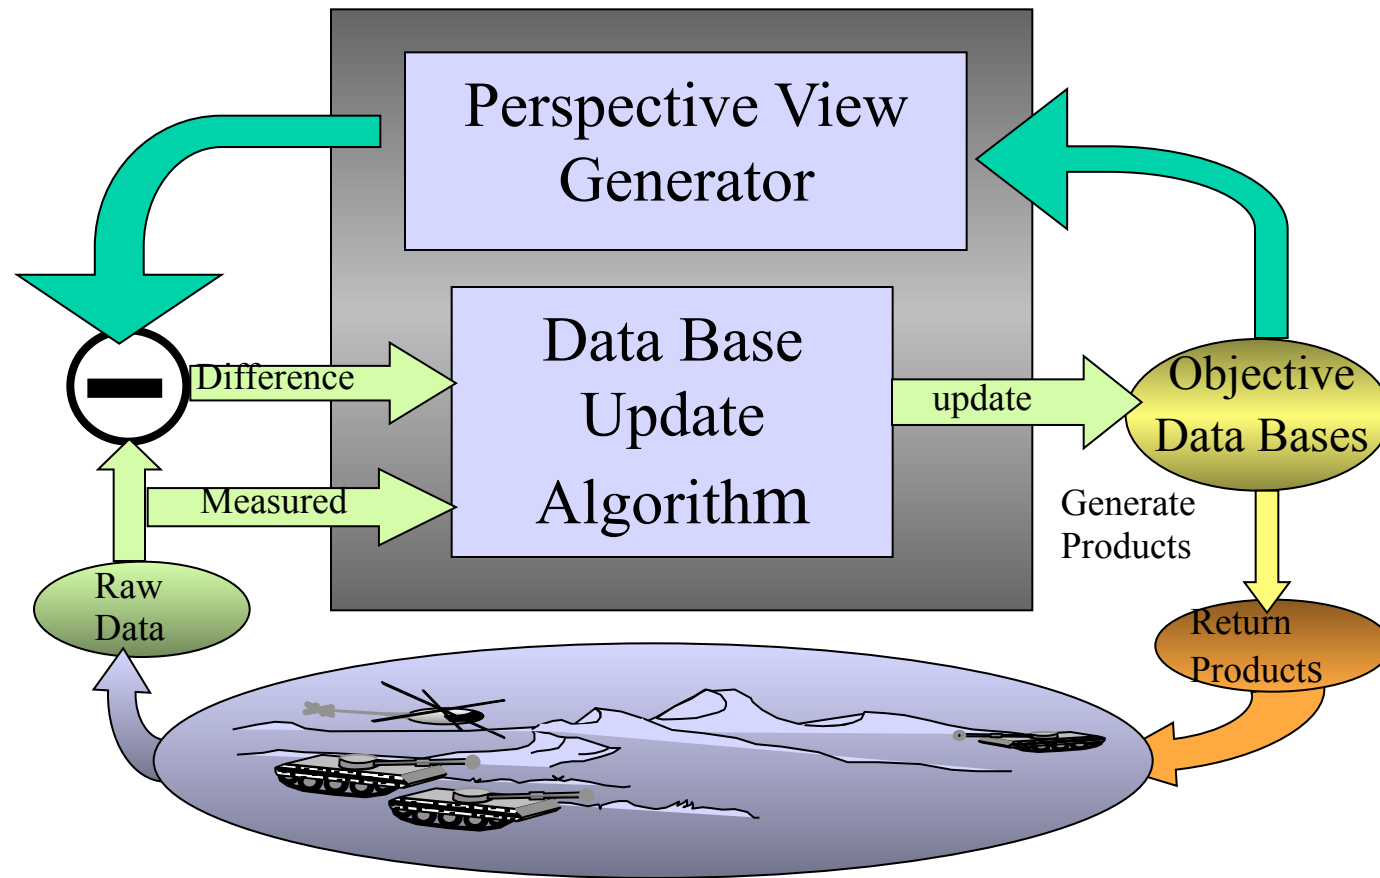 Perspective View
Generator
Difference
Data Base
Update
Algorithm
update
Objective
Data Bases
Measured
Generate
Products
Raw
Data
Return
Products